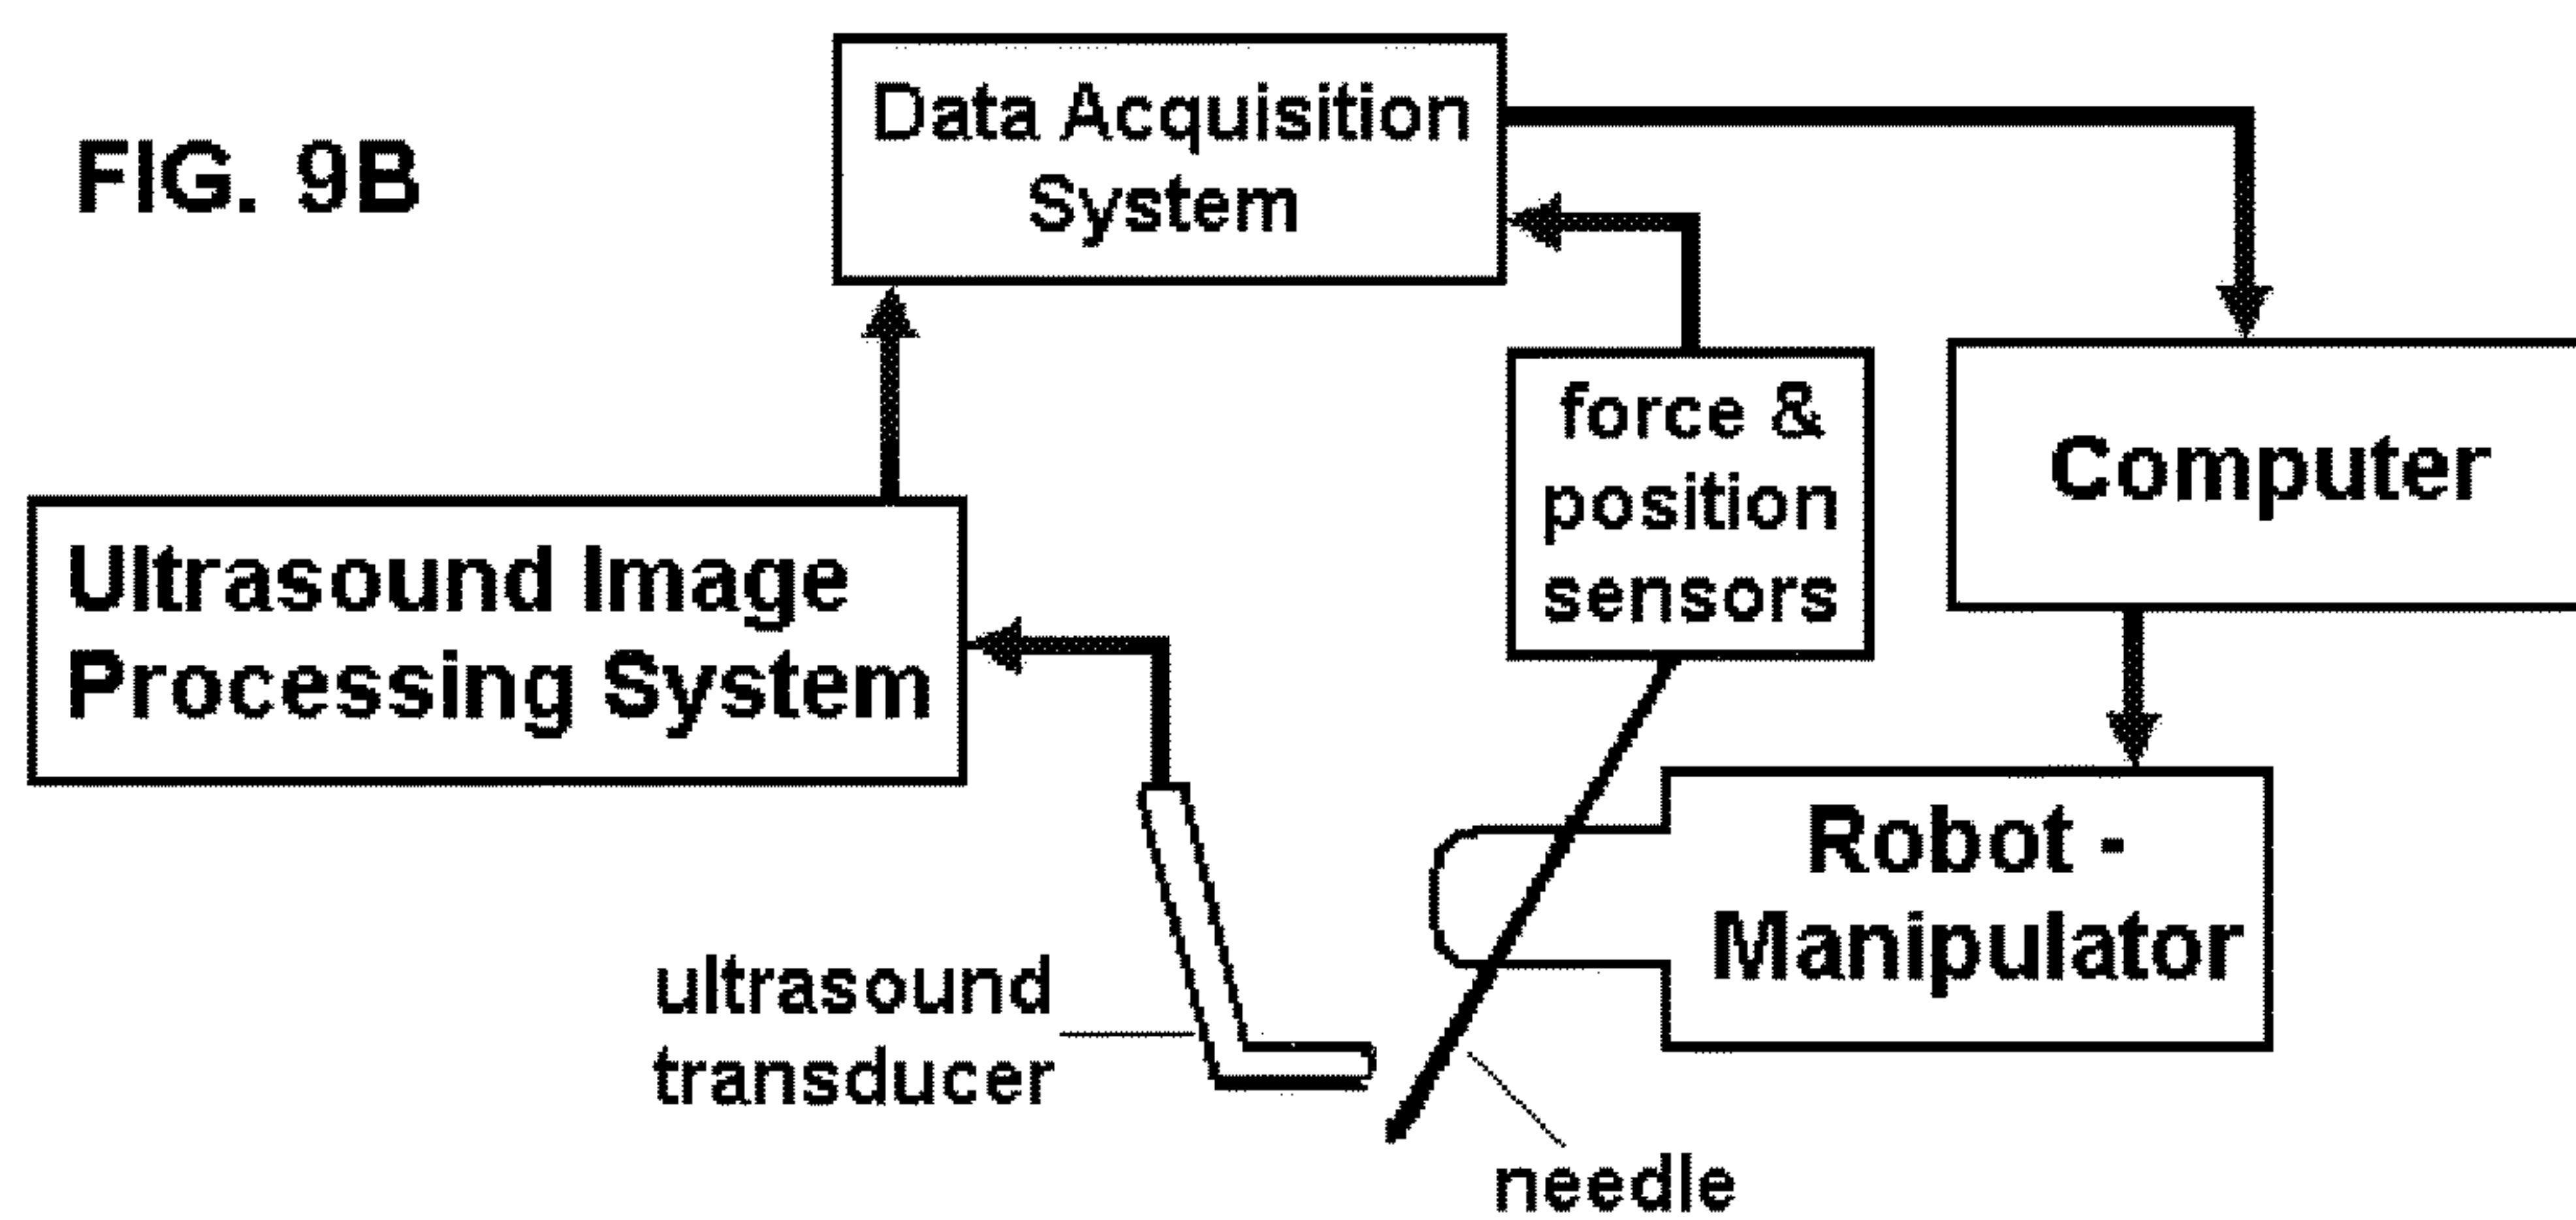 FIG. 9B
Data Acquisition
System
force &
position
sensors
Computer
Ultrasound Image
Processing System
Robot -
Manipulator
ultrasound
transducer
needle